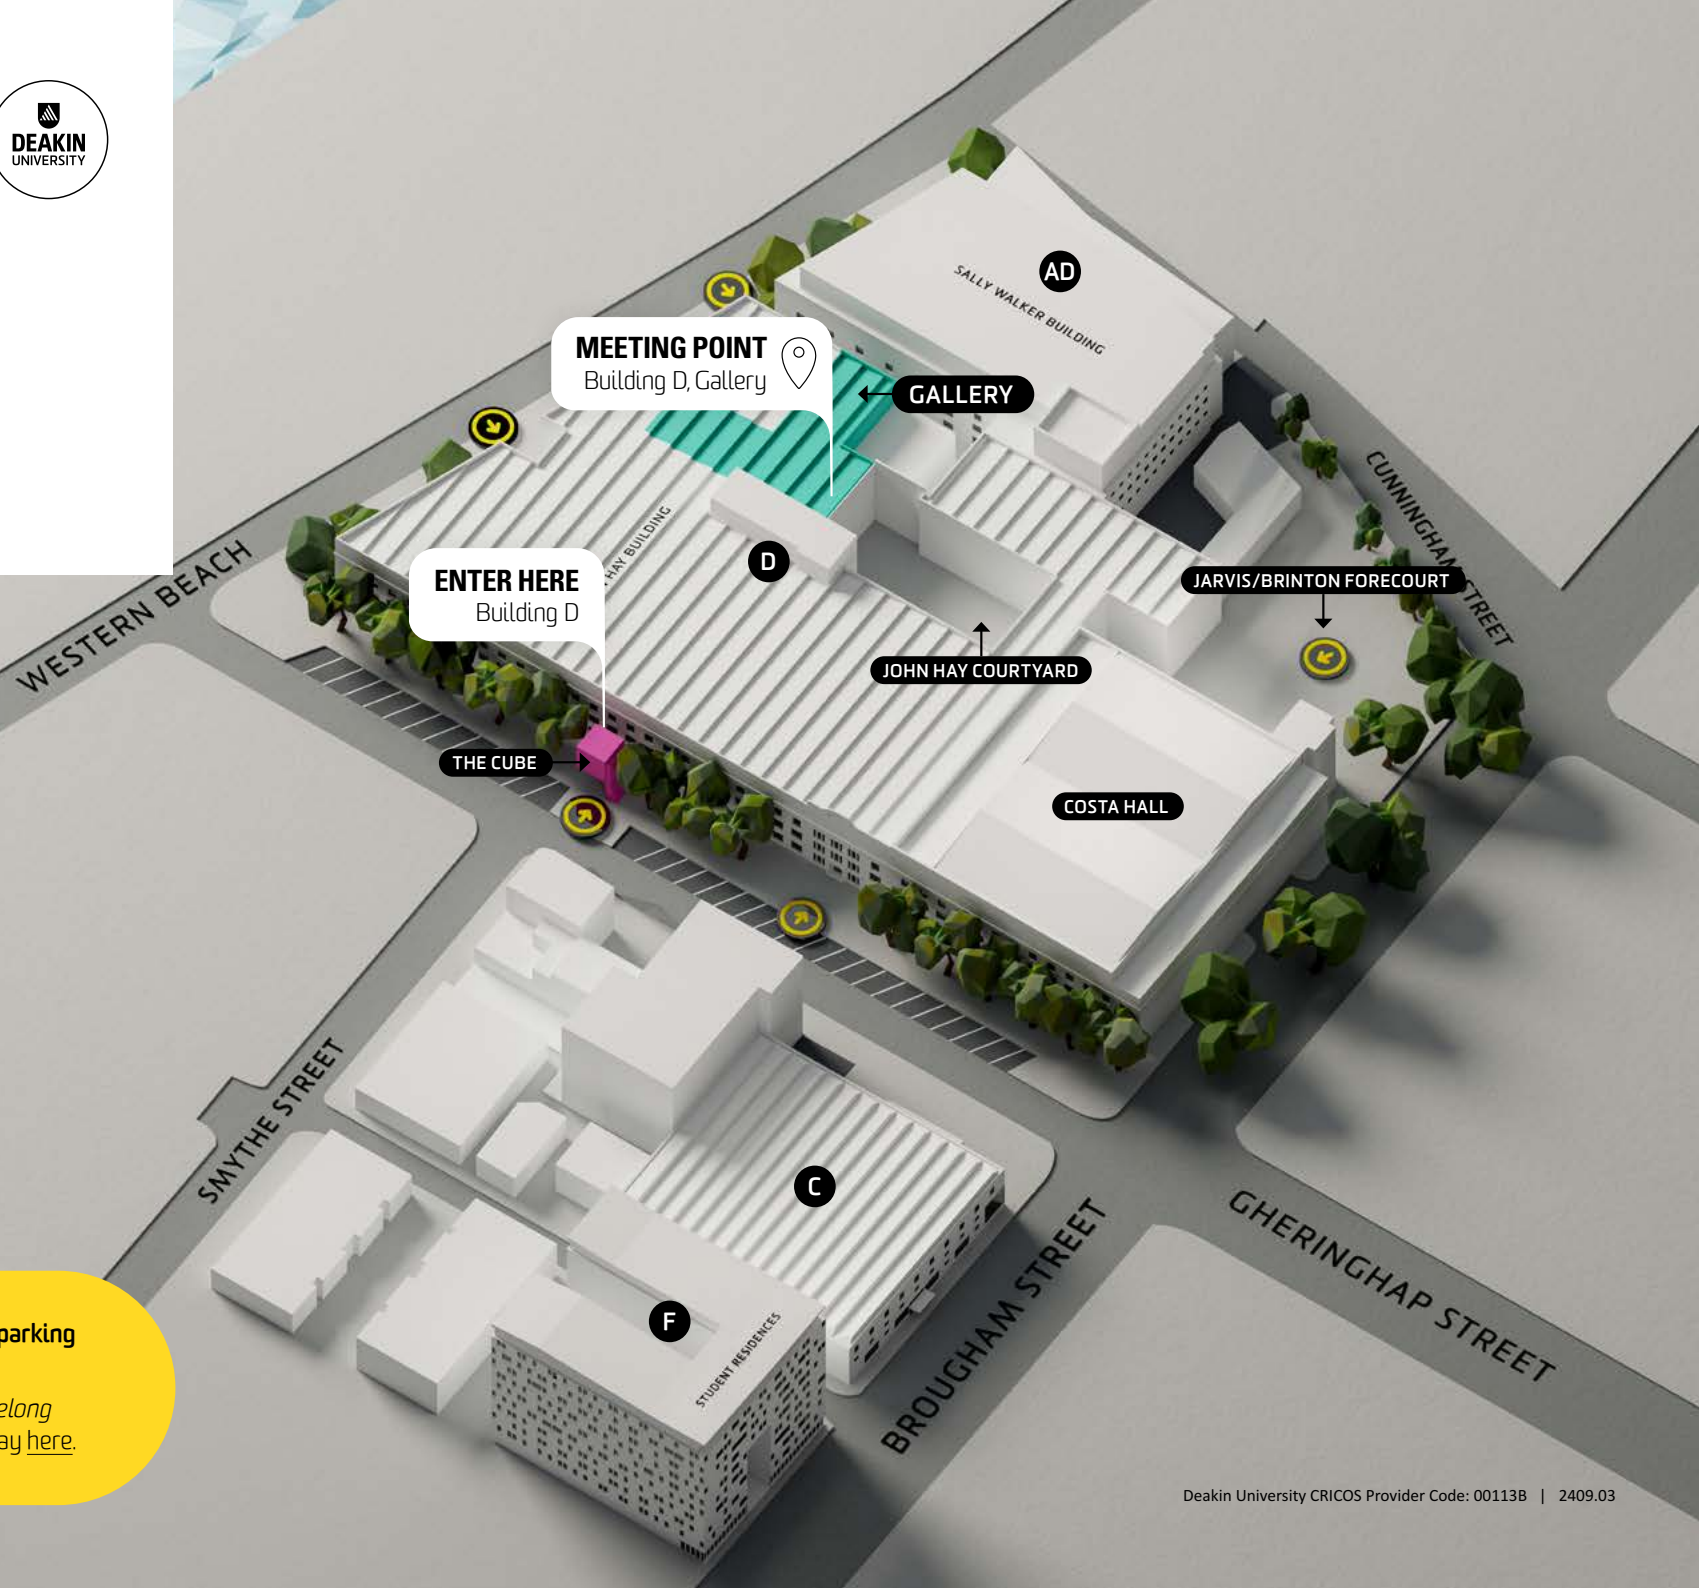 DEAKIN
UNIVERSITY
AD
SALLY WALKER BUILDING
MEETING POINT
Building D, Gallery
GALLERY
CUNNINGHAM STREET
HAY BUILDING
D
JARVIS/BRINTON FORECOURT
ENTER HERE
Building D
WESTERN BEACH
JOHN HAY COURTYARD
THE CUBE
COSTA HALL
SMYTHE STREET
C
GHERINGHAP STREET
BROUGHAM STREET
F
STUDENT RESIDENCES
parking
here.
Deakin University CRICOS Provider Code: 00113B | 2409.03